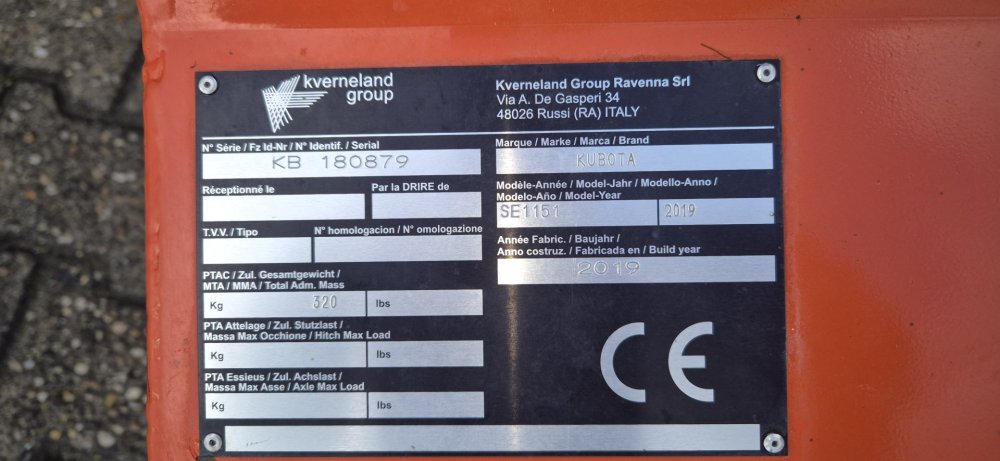 kverneland
group
Kverneland Group Ravenna Srl
Via A. De Gasperi 34
48026 Russi (RA) ITALY
N° Série / Fz Id-Nr / N° Identif. / Serial
KB 180879
Réceptionné le
Par la DRIRE de
T.V.V. / Tipo
N° homologacion / N° omologazione
PTAC / Zul. Gesamtgewicht /
MTA / MMA / Total Adm. Mass
Kg 320 lbs
PTA Attelage / Zul. Stutzlast /
Massa Max Occhione / Hitch Max Load
Kg lbs
PTA Essieus / Zul. Achslast /
Massa Max Asse / Axle Max Load
Kg lbs
Marque / Marke / Marca / Brand
KUBOTA
Modèle-Année / Model-Jahr / Modello-Anno /
Modelo-Año / Model-Year
SE1151 2019
Année Fabric. / Baujahr /
Anno costruz. / Fabricada en / Build year
2019
CE